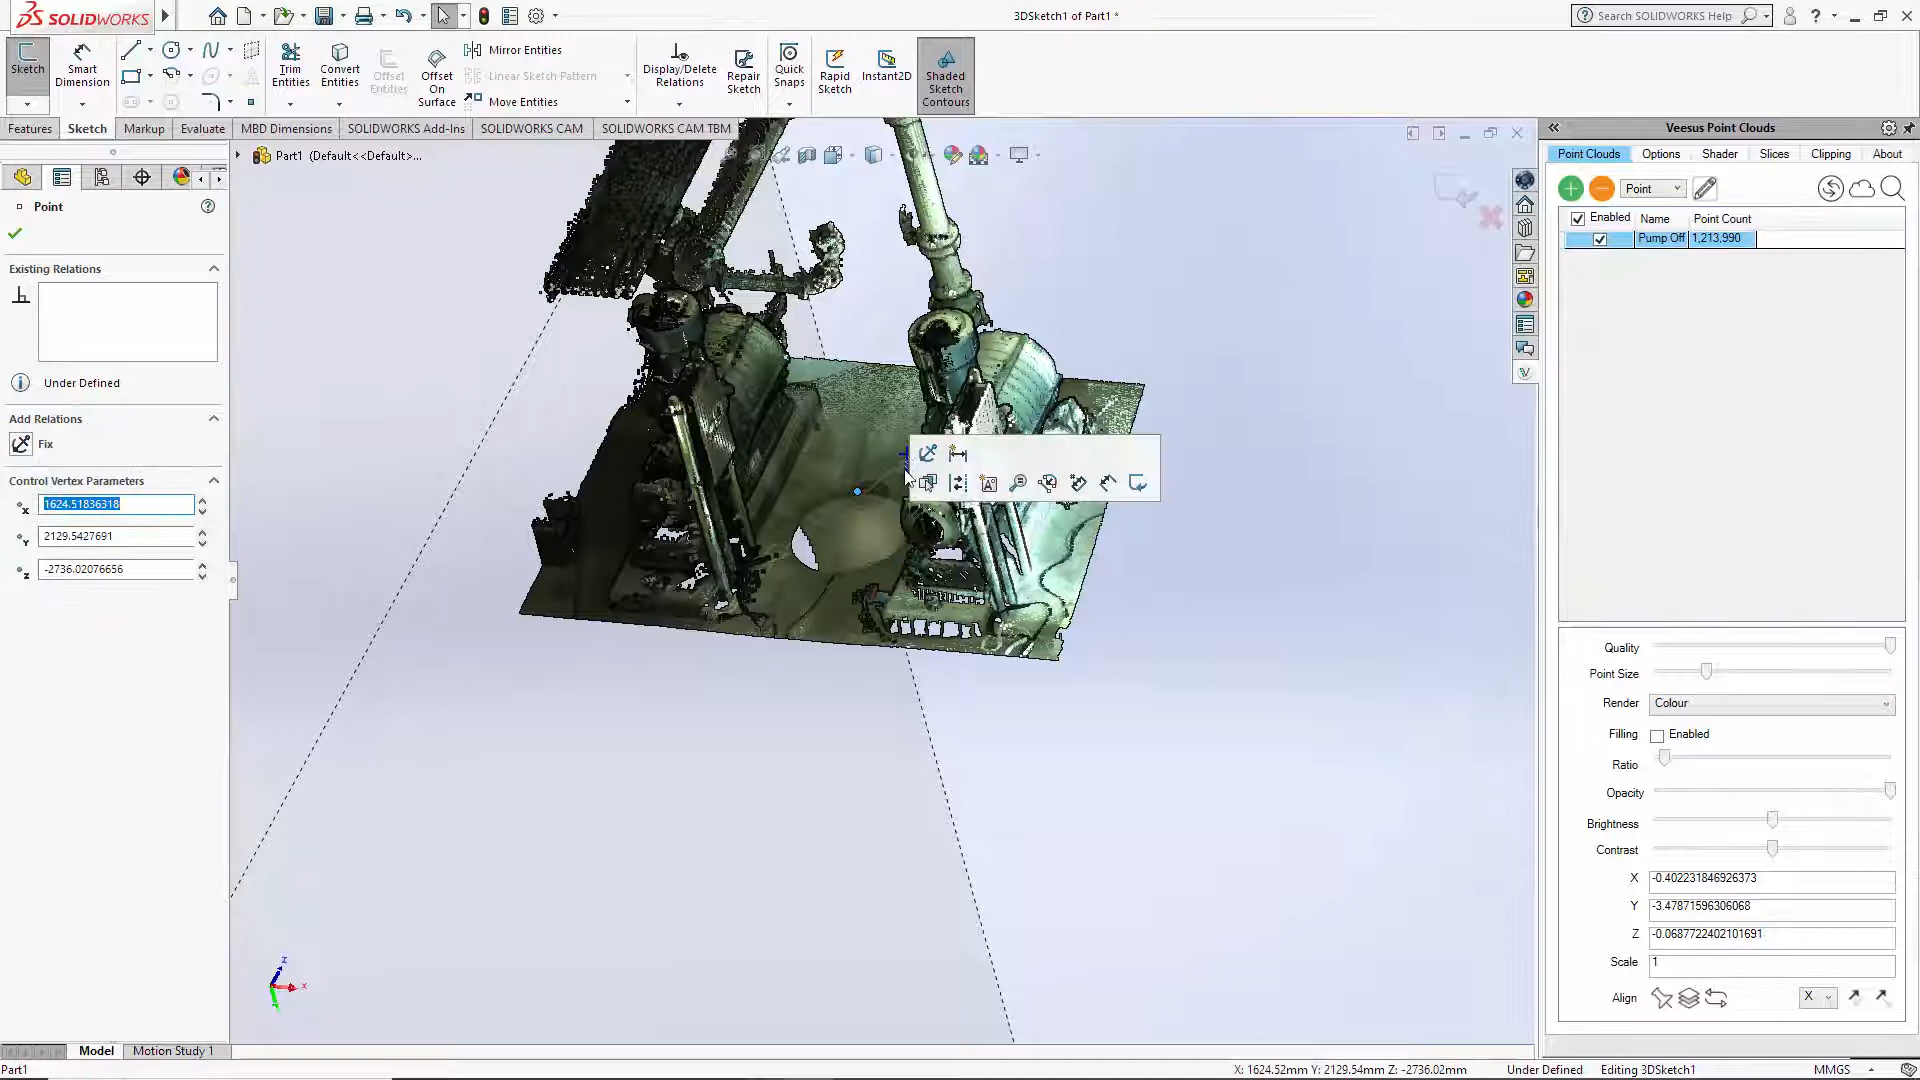 SOLIDWORKS
3DSketch1 of Part1 *
Search SOLIDWORKS Help
Sketch
Smart Dimension
Trim Entities
Convert Entities
Offset Entities
Offset On Surface
Mirror Entities
Linear Sketch Pattern
Move Entities
Display/Delete Relations
Repair Sketch
Quick Snaps
Rapid Sketch
Instant2D
Shaded Sketch Contours
Features
Sketch
Markup
Evaluate
MBD Dimensions
SOLIDWORKS Add-Ins
SOLIDWORKS CAM
SOLIDWORKS CAM TBM
Part1 (Default<<Default>...
Point
Existing Relations
Under Defined
Add Relations
Fix
Control Vertex Parameters
X 1624.51836318
Y 2129.5427691
Z -2736.02076656
z
x
Veesus Point Clouds
Point Clouds
Options
Shader
Slices
Clipping
About
Point
Enabled Name Point Count
Pump Off 1,213,990
Quality
Point Size
Render Colour
Filling Enabled
Ratio
Opacity
Brightness
Contrast
X -0.402231846926373
Y -3.47871596306068
Z -0.0687722402101691
Scale 1
Align X
Model
Motion Study 1
Part1
X: 1624.52mm Y: 2129.54mm Z: -2736.02mm
Under Defined
Editing 3DSketch1
MMGS